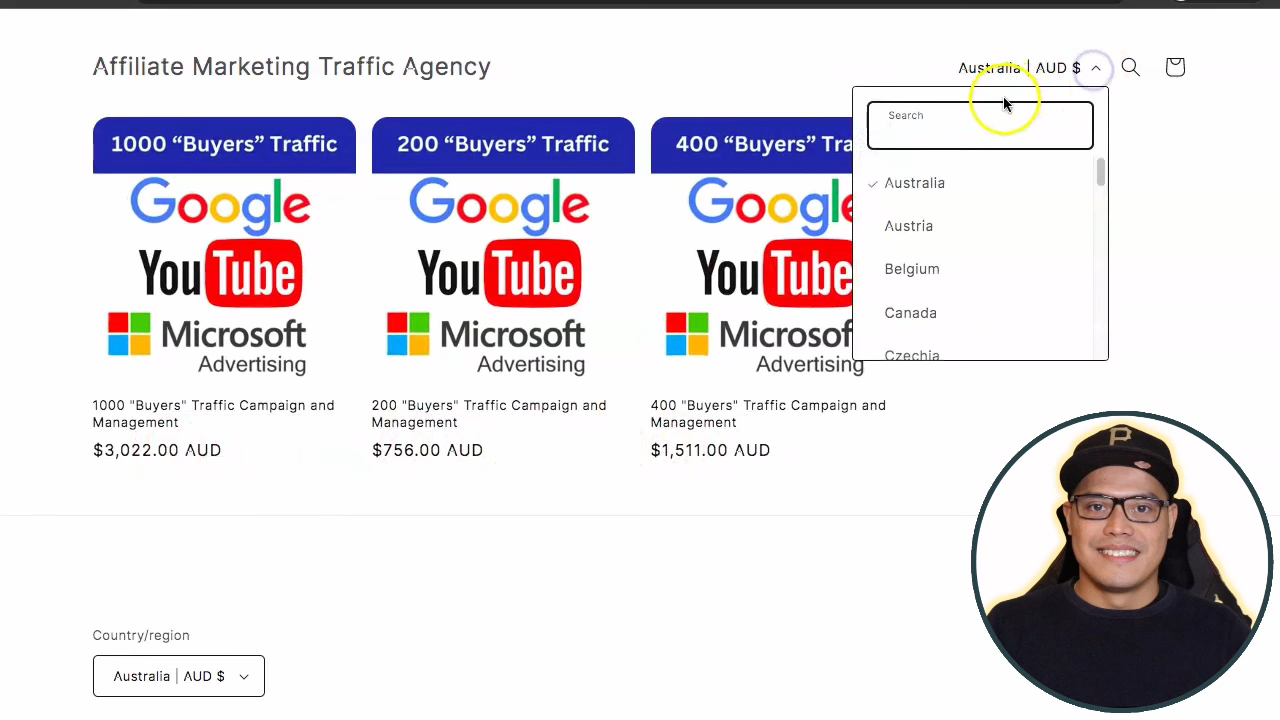 Affiliate Marketing Traffic Agency
Australia | AUD $
Search
Australia
Austria
Belgium
Canada
Czechia
1000 “Buyers” Traffic
Google
YouTube
Microsoft
Advertising
1000 "Buyers" Traffic Campaign and
Management
$3,022.00 AUD
200 “Buyers” Traffic
Google
YouTube
Microsoft
Advertising
200 "Buyers" Traffic Campaign and
Management
$756.00 AUD
400 “Buyers” Tra
Google
YouTube
Microsoft
Advertising
400 "Buyers" Traffic Campaign and
Management
$1,511.00 AUD
P
Country/region
Australia | AUD $